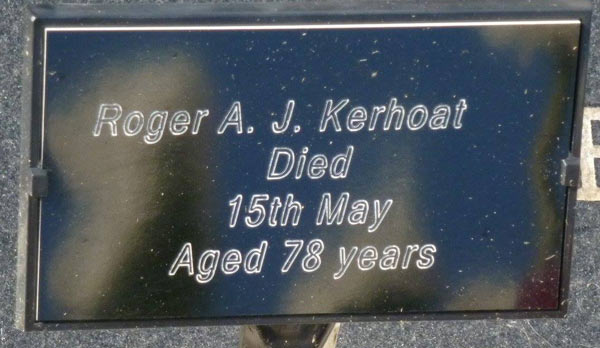 Roger A. J. Kerhoat
Died
15th May
Aged 78 years